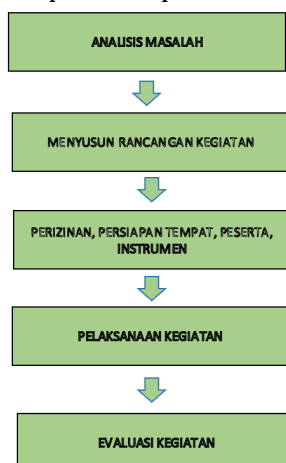 ANALISIS MASALAH
MENYUSUN RANCANGAN KEGIATAN
PERIZINAN, PERSIAPAN TEMPAT, PESERTA,
INSTRUMEN
PELAKSANAAN KEGIATAN
EVALUASI KEGIATAN